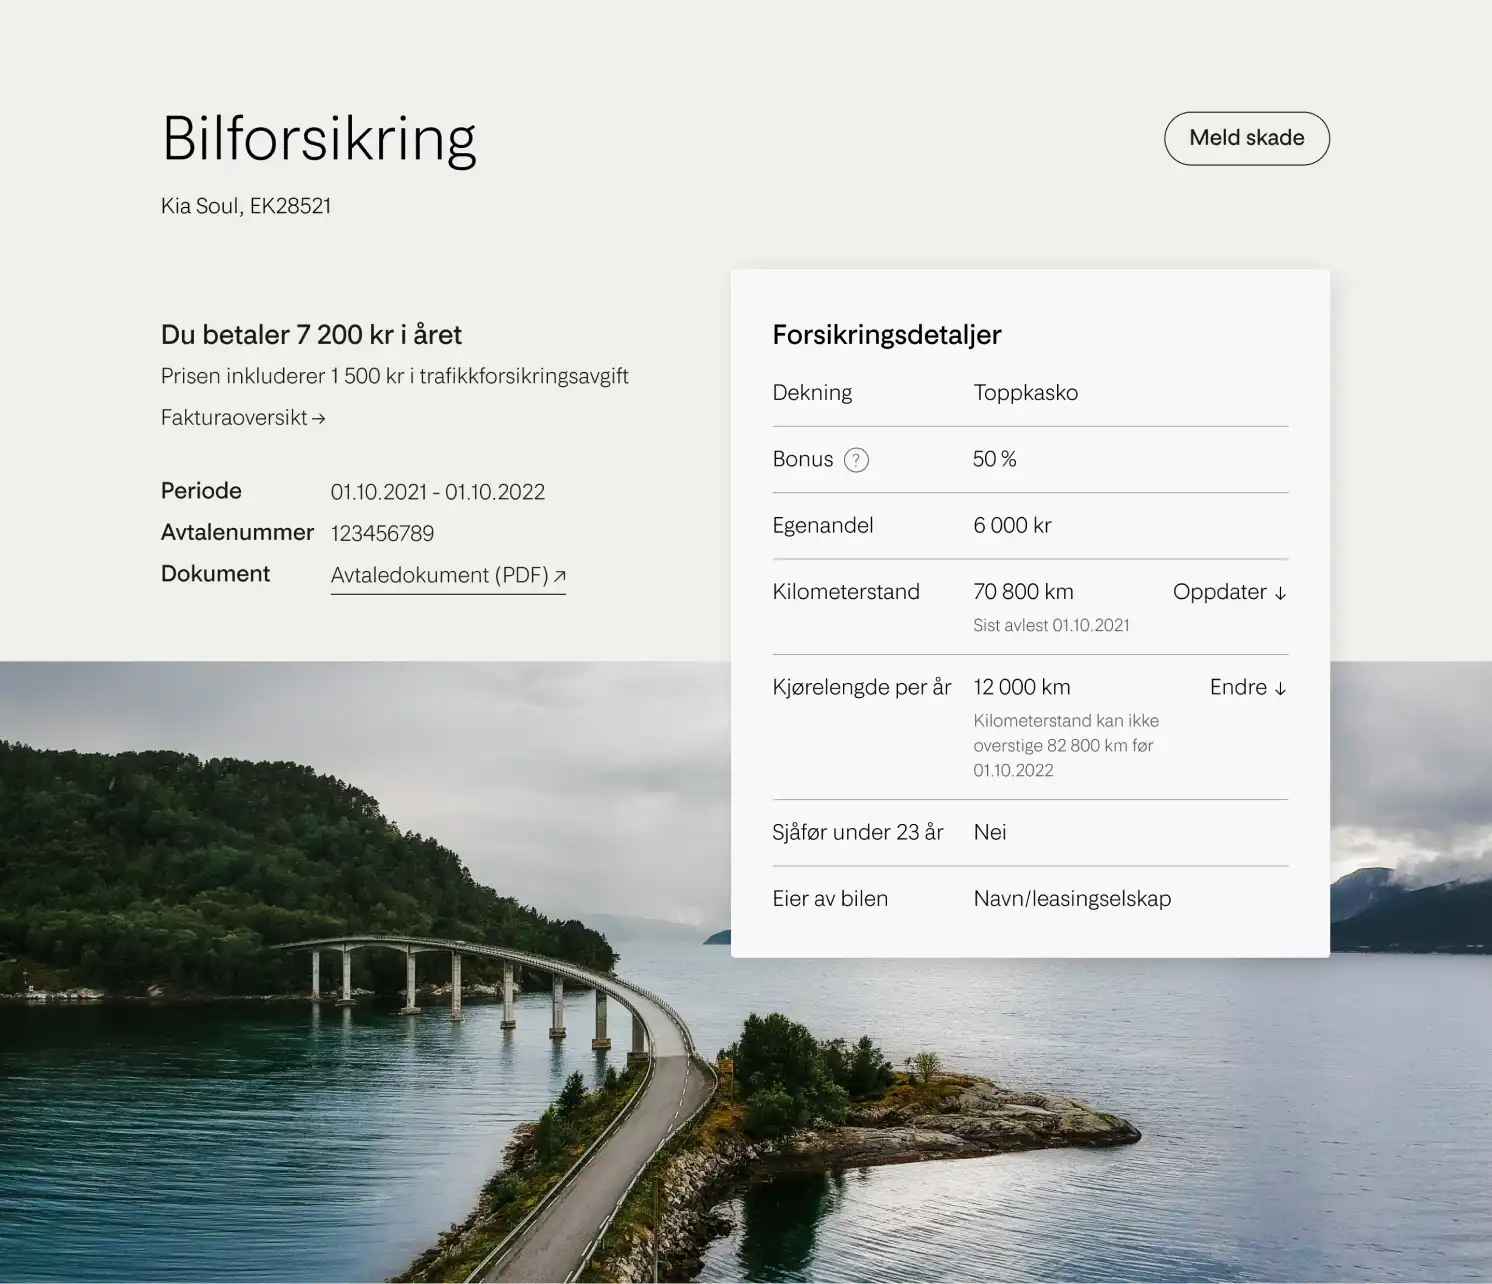 Bilforsikring
Meld skade
Kia Soul, EK28521
Du betaler 7 200 kr i året
Prisen inkluderer 1 500 kr i trafikkforsikringsavgift
Fakturaoversikt →
Periode 01.10.2021 - 01.10.2022
Avtalenummer 123456789
Dokument Avtaledokument (PDF) ↗
Forsikringsdetaljer
Dekning Toppkasko
Bonus ? 50 %
Egenandel 6 000 kr
Kilometerstand 70 800 km Oppdater ↓
Sist avlest 01.10.2021
Kjørelengde per år 12 000 km Endre ↓
Kilometerstand kan ikke
overstige 82 800 km før
01.10.2022
Sjåfør under 23 år Nei
Eier av bilen Navn/leasingselskap